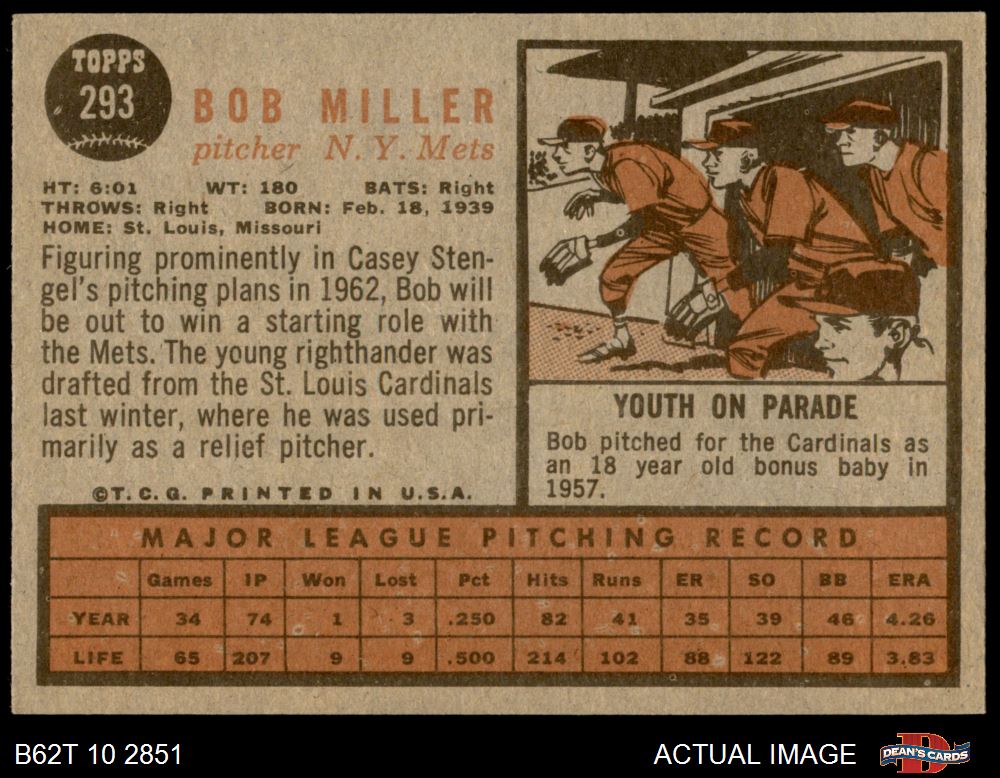 TOPPS
293
BOB MILLER
pitcher N. Y. Mets
HT: 6:01 WT: 180 BATS: Right
THROWS: Right BORN: Feb. 18, 1939
HOME: St. Louis, Missouri
Figuring prominently in Casey Sten-
gel's pitching plans in 1962, Bob will
be out to win a starting role with
the Mets. The young righthander was
drafted from the St. Louis Cardinals
last winter, where he was used pri-
marily as a relief pitcher.
©T. C. G. PRINTED IN U.S.A.
YOUTH ON PARADE
Bob pitched for the Cardinals as
an 18 year old bonus baby in
1957.
MAJOR LEAGUE PITCHING RECORD
Games IP Won Lost Pct Hits Runs ER SO BB ERA
YEAR 34 74 1 3 .250 82 41 35 39 46 4.26
LIFE 65 207 9 9 .500 214 102 88 122 89 3.83
B62T 10 2851 ACTUAL IMAGE DEAN'S CARDS